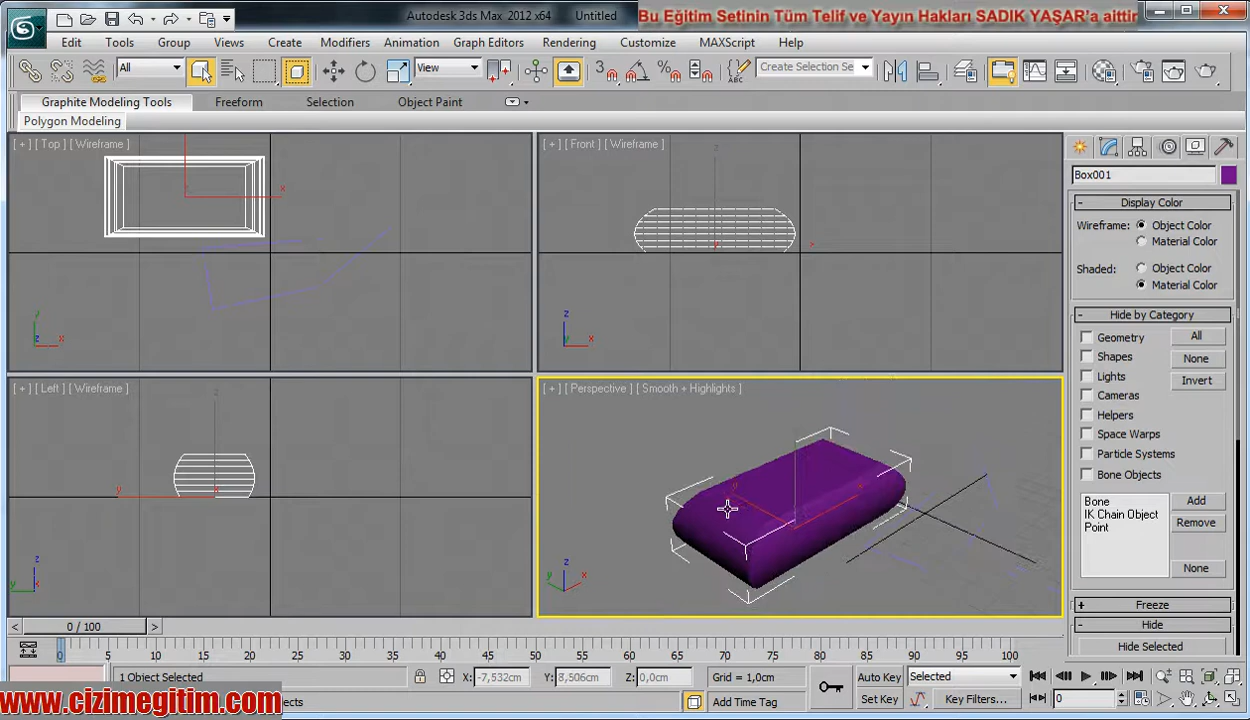 Autodesk 3ds Max 2012 x64 Untitled
Bu Eğitim Setinin Tüm Telif ve Yayın Hakları SADIK YAŞAR'a aittir
Edit Tools Group Views Create Modifiers Animation Graph Editors Rendering Customize MAXScript Help
All View 3 Create Selection Se
Graphite Modeling Tools Freeform Selection Object Paint
Polygon Modeling
[ + ] [ Top ] [ Wireframe ]
[ + ] [ Front ] [ Wireframe ]
[ + ] [ Left ] [ Wireframe ]
[ + ] [ Perspective ] [ Smooth + Highlights ]
Box001
- Display Color
Wireframe: Object Color
Material Color
Shaded: Object Color
Material Color
- Hide by Category
Geometry All
Shapes None
Lights Invert
Cameras
Helpers
Space Warps
Particle Systems
Bone Objects
Bone Add
IK Chain Object
Point Remove
None
+ Freeze
- Hide
Hide Selected
< 0 / 100 >
0 5 10 15 20 25 30 35 40 45 50 55 60 65 70 75 80 85 90 95 100
1 Object Selected X: -7,532cm Y: 8,506cm Z: 0,0cm Grid = 1,0cm Auto Key Selected
Add Time Tag Set Key Key Filters... 0
www.cizimegitim.com